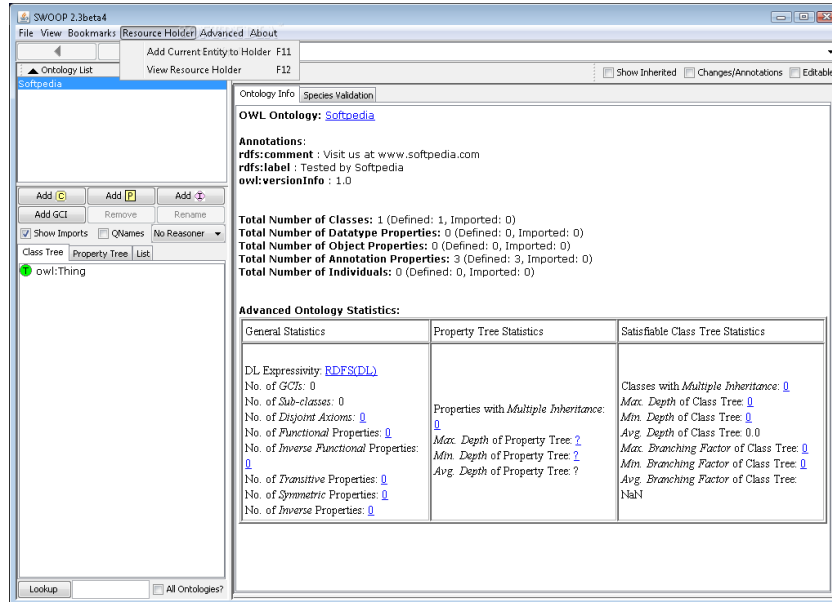 SWOOP 2.3beta4
File View Bookmarks Resource Holder Advanced About
Add Current Entity to Holder F11
View Resource Holder F12
Ontology List
Show Inherited Changes/Annotations Editable
Softpedia
Ontology Info Species Validation
OWL Ontology: Softpedia
Annotations:
rdfs:comment : Visit us at www.softpedia.com
rdfs:label : Tested by Softpedia
owl:versionInfo : 1.0
Add C Add P Add I
Add GCI Remove Rename
Show Imports QNames No Reasoner
Class Tree Property Tree List
T owl:Thing
Total Number of Classes: 1 (Defined: 1, Imported: 0)
Total Number of Datatype Properties: 0 (Defined: 0, Imported: 0)
Total Number of Object Properties: 0 (Defined: 0, Imported: 0)
Total Number of Annotation Properties: 3 (Defined: 3, Imported: 0)
Total Number of Individuals: 0 (Defined: 0, Imported: 0)
Advanced Ontology Statistics:
General Statistics
DL Expressivity: RDFS(DL)
No. of GCIs: 0
No. of Sub-classes: 0
No. of Disjoint Axioms: 0
No. of Functional Properties: 0
No. of Inverse Functional Properties:
0
No. of Transitive Properties: 0
No. of Symmetric Properties: 0
No. of Inverse Properties: 0
Property Tree Statistics
Properties with Multiple Inheritance:
0
Max. Depth of Property Tree: ?
Min. Depth of Property Tree: ?
Avg. Depth of Property Tree: ?
Satisfiable Class Tree Statistics
Classes with Multiple Inheritance: 0
Max. Depth of Class Tree: 0
Min. Depth of Class Tree: 0
Avg. Depth of Class Tree: 0.0
Max. Branching Factor of Class Tree: 0
Min. Branching Factor of Class Tree: 0
Avg. Branching Factor of Class Tree:
NaN
Lookup All Ontologies?